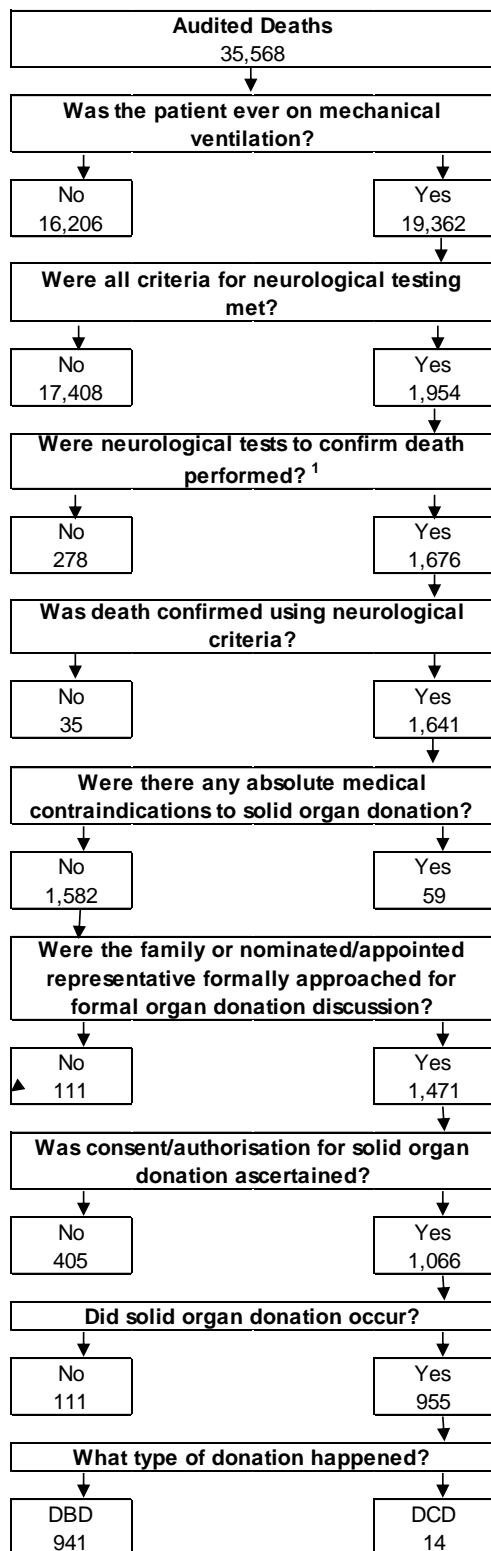 Audited Deaths
35,568
Was the patient ever on mechanical
ventilation?
No
16,206
Yes
19,362
Were all criteria for neurological testing
met?
No
17,408
Yes
1,954
Were neurological tests to confirm death
performed? 1
No
278
Yes
1,676
Was death confirmed using neurological
criteria?
No
35
Yes
1,641
Were there any absolute medical
contraindications to solid organ donation?
No
1,582
Yes
59
Were the family or nominated/appointed
representative formally approached for
formal organ donation discussion?
No
111
Yes
1,471
Was consent/authorisation for solid organ
donation ascertained?
No
405
Yes
1,066
Did solid organ donation occur?
No
111
Yes
955
What type of donation happened?
DBD
941
DCD
14